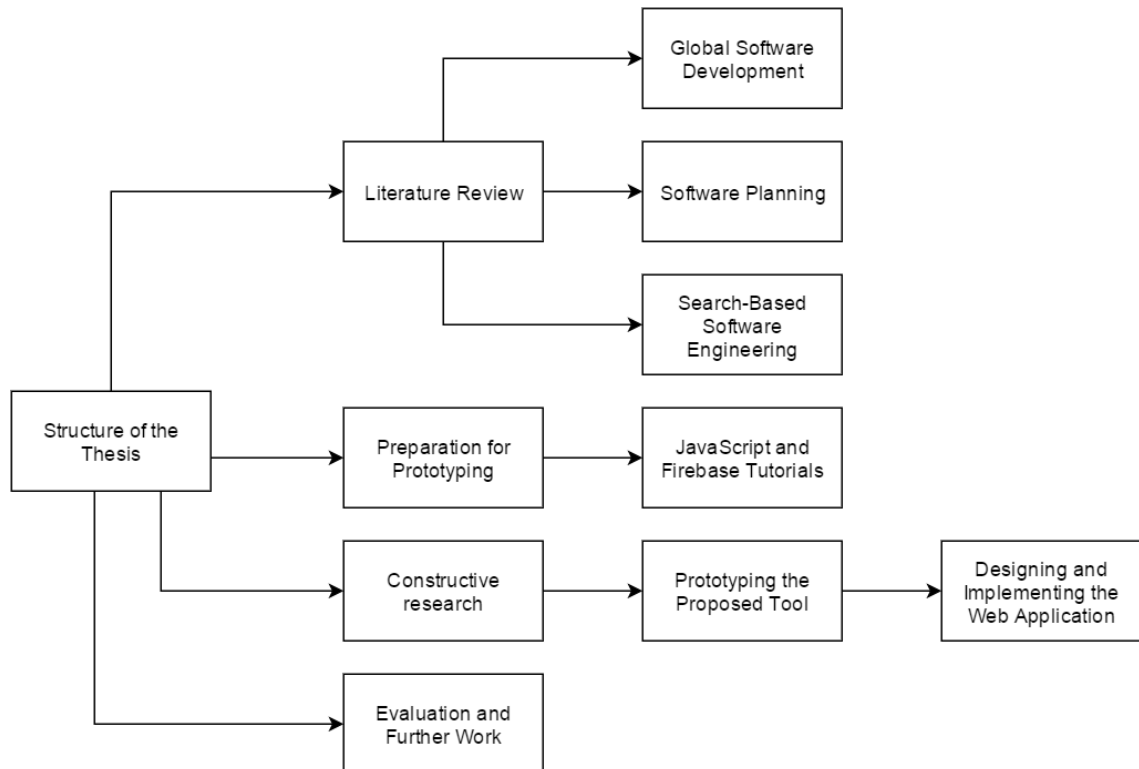 Global Software
Development
Literature Review
Software Planning
Search-Based
Software
Engineering
Structure of the
Thesis
Preparation for
Prototyping
JavaScript and
Firebase Tutorials
Constructive
research
Prototyping the
Proposed Tool
Designing and
Implementing the
Web Application
Evaluation and
Further Work